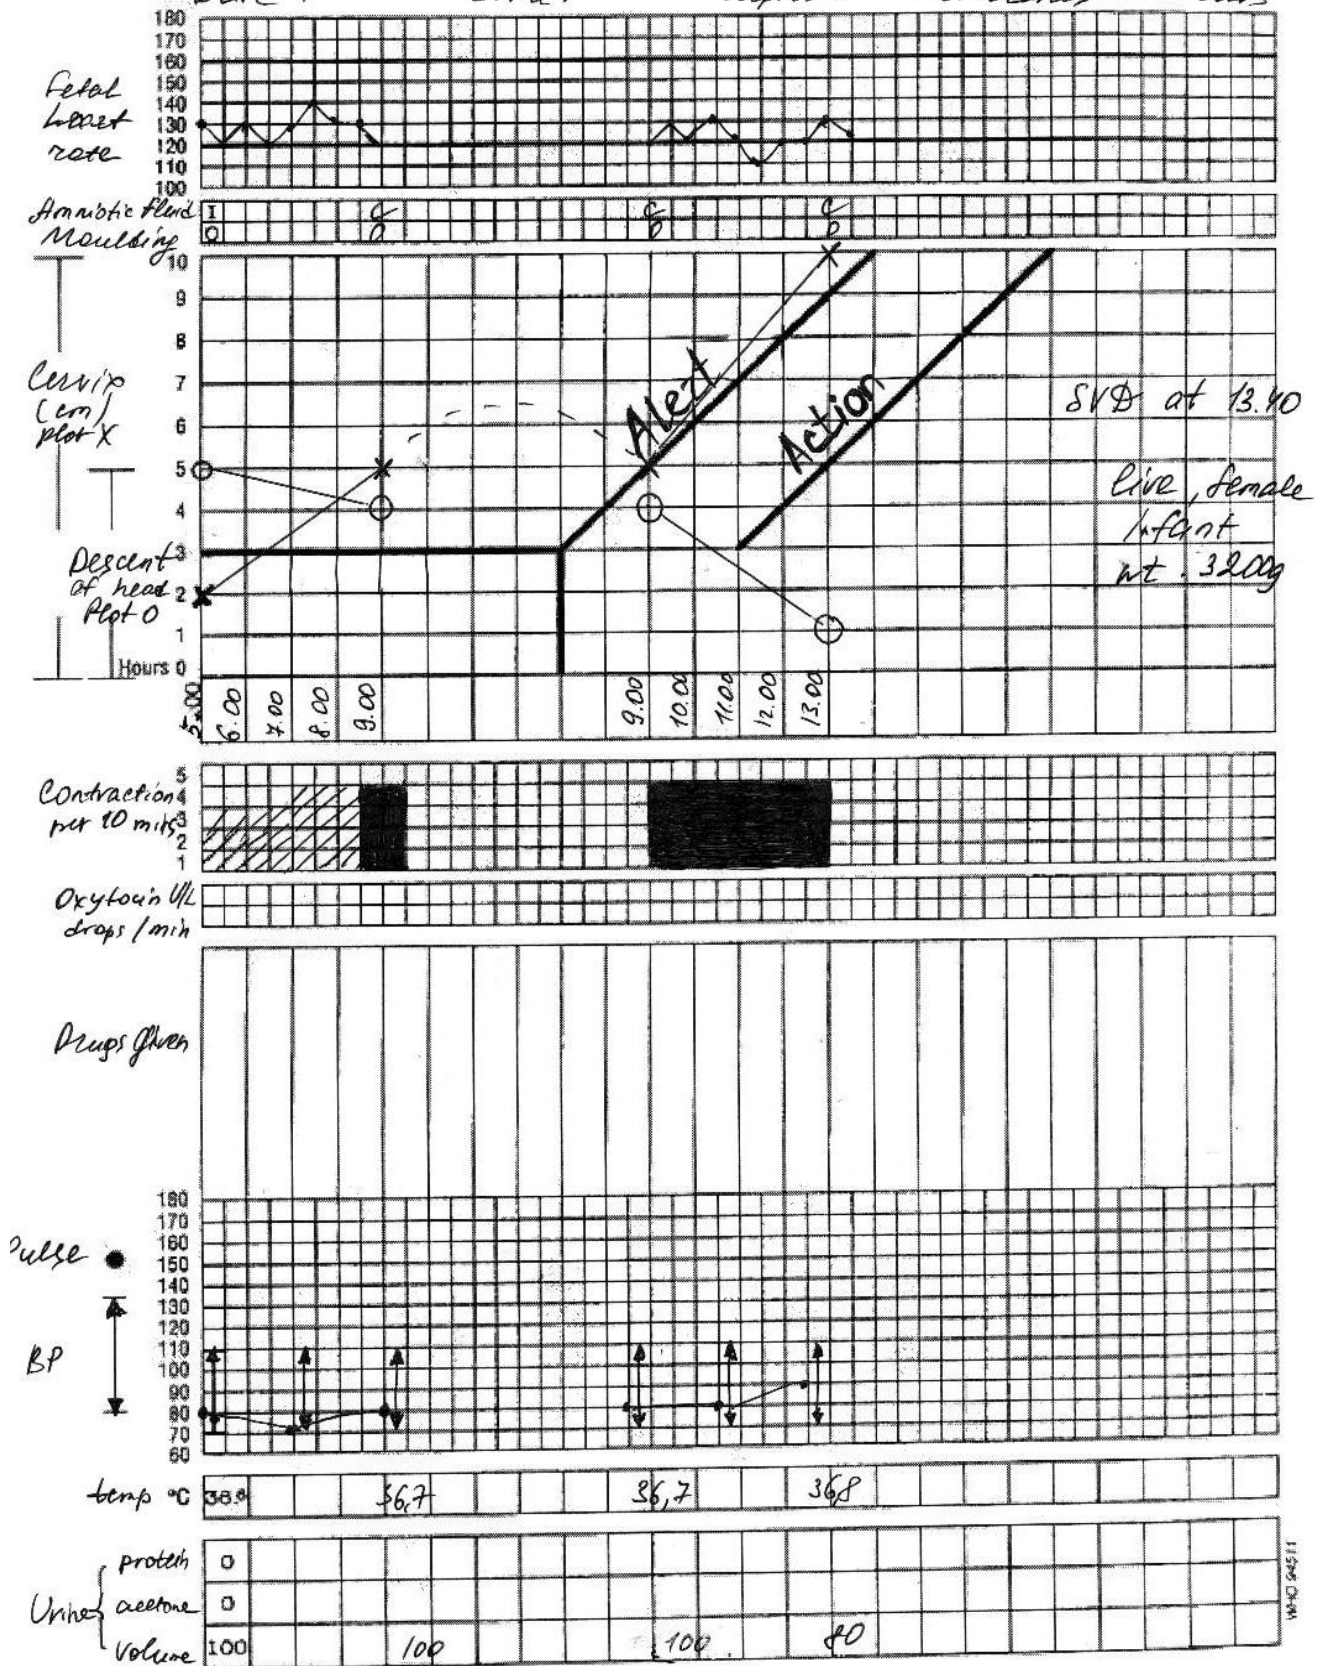 180
170
160
150
140
130
120
110
100
Fetal
heart
rate
Amniotic fluid I C C C
Moulding O O O O
10
9
8
7
6
5
4
3
2
1
Hours 0
Cervix
(cm)
plot X
Descent
of head
Plot O
Alert
Action
SVD at 13.40
live, female
infant
wt. 3200g
5.00 6.00 7.00 8.00 9.00 9.00 10.00 11.00 12.00 13.00
5
4
3
2
1
Contraction
per 10 mins
Oxytocin U/L
drops/min
Drugs given
180
170
160
150
140
130
120
110
100
90
80
70
60
Pulse
BP
temp °C 36,7 36,7 36,8
Urine
protein 0
acetone 0
volume 100 100 100 80